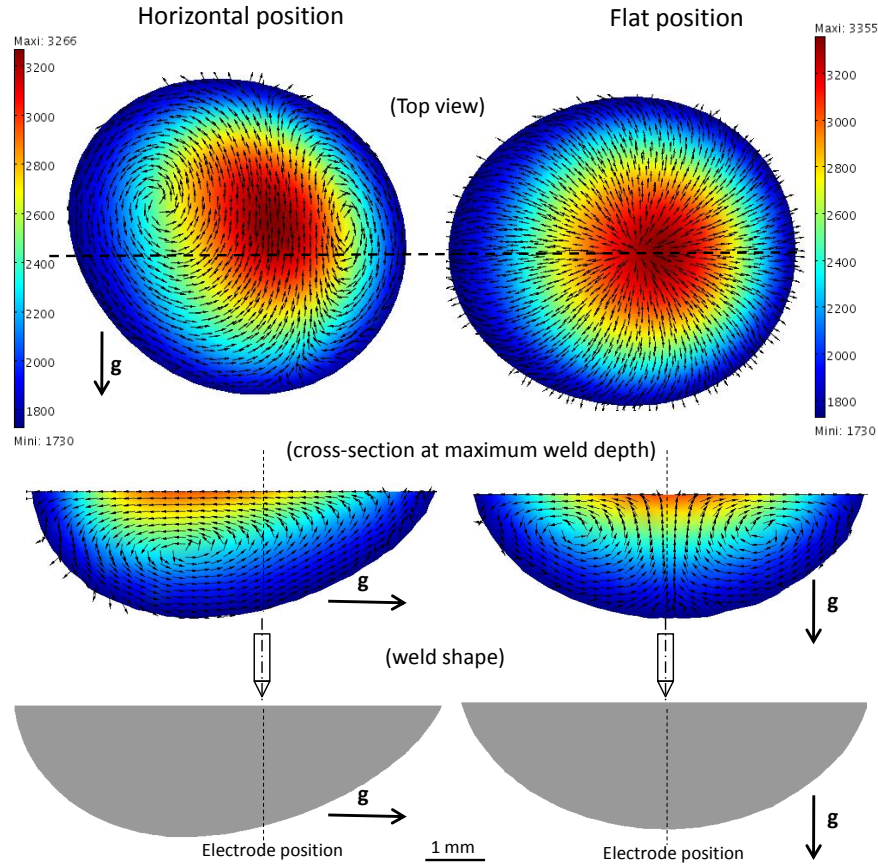 Horizontal position
Flat position
Maxi: 3266
Maxi: 3355
3200
3000
2800
2600
2400
2200
2000
1800
Mini: 1730
(Top view)
g
3200
3000
2800
2600
2400
2200
2000
1800
Mini: 1730
(cross-section at maximum weld depth)
g
g
(weld shape)
g
g
Electrode position
1 mm
Electrode position